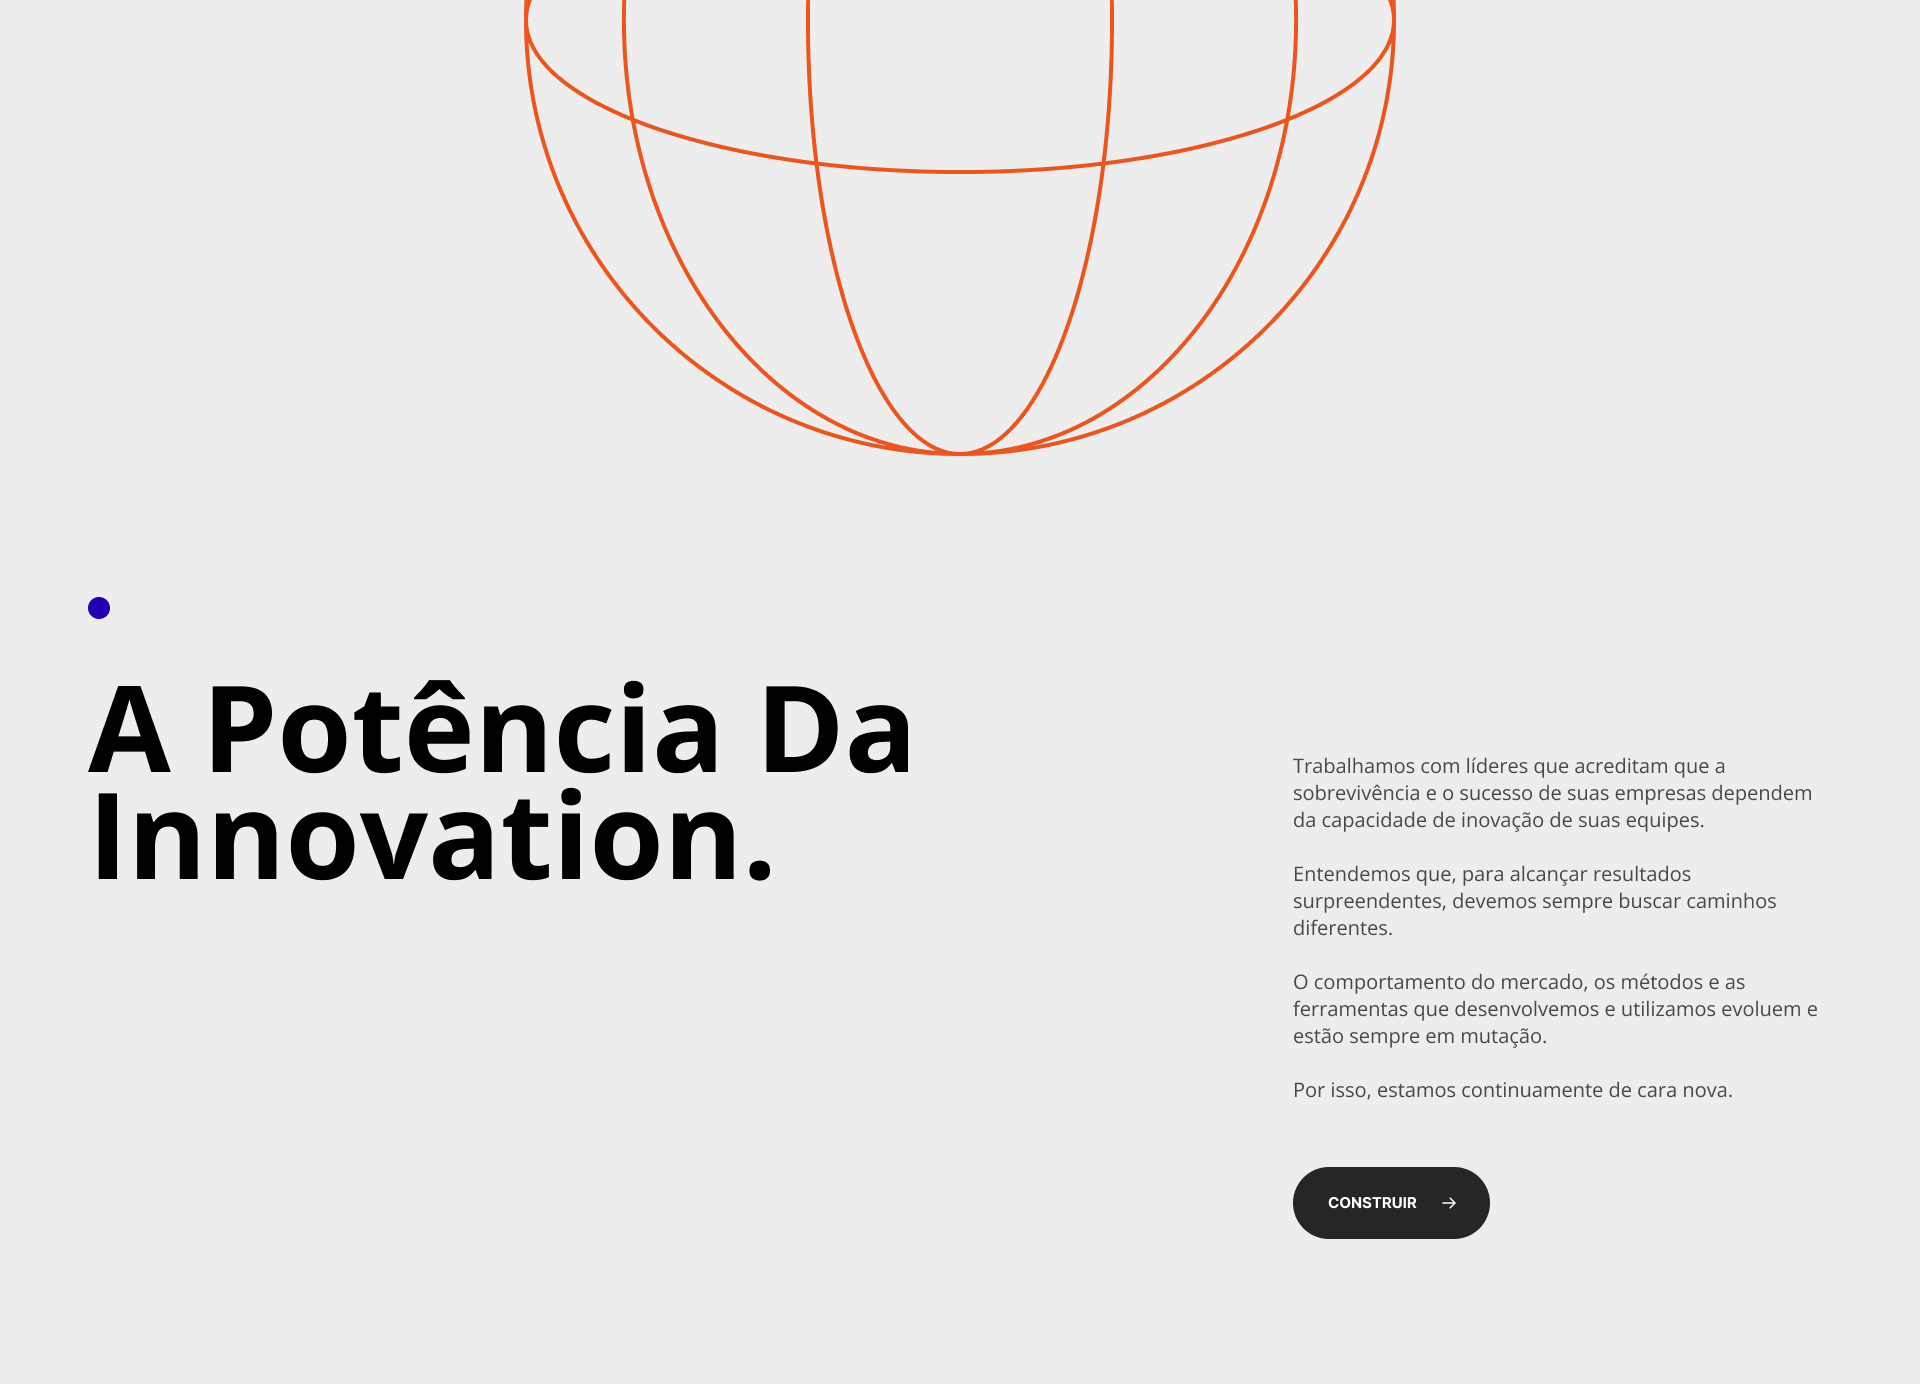 A Potência Da
Innovation.
Trabalhamos com líderes que acreditam que a
sobrevivência e o sucesso de suas empresas dependem
da capacidade de inovação de suas equipes.
Entendemos que, para alcançar resultados
surpreendentes, devemos sempre buscar caminhos
diferentes.
O comportamento do mercado, os métodos e as
ferramentas que desenvolvemos e utilizamos evoluem e
estão sempre em mutação.
Por isso, estamos continuamente de cara nova.
CONSTRUIR